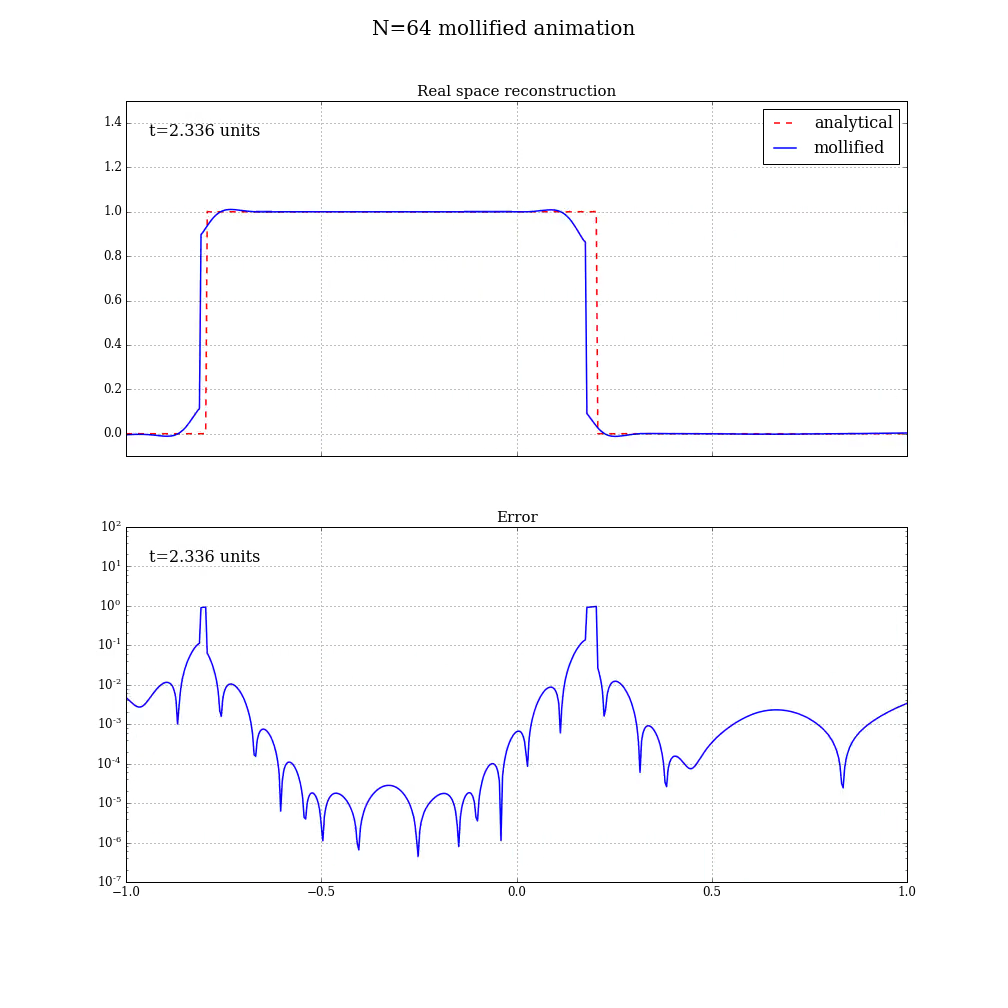 N=64 mollified animation
Real space reconstruction
t=2.336 units
analytical
mollified
1.4
1.2
1.0
0.8
0.6
0.4
0.2
0.0
Error
t=2.336 units
10²
10¹
10⁰
10⁻¹
10⁻²
10⁻³
10⁻⁴
10⁻⁵
10⁻⁶
10⁻⁷
−1.0 −0.5 0.0 0.5 1.0